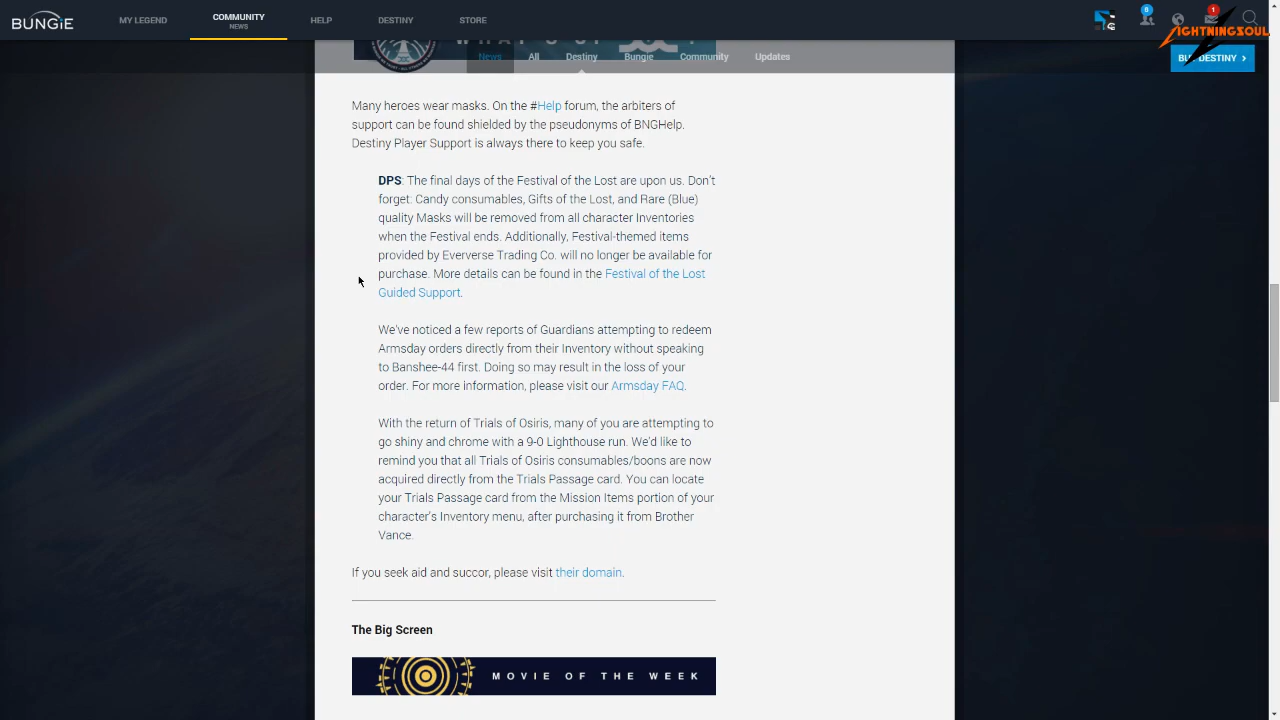 BUNGiE
MY LEGEND
COMMUNITY
NEWS
HELP
DESTINY
STORE
8
1
LIGHTNINGSOUL
DESTINY
News
All
Destiny
Bungie
Community
Updates
Many heroes wear masks. On the #Help forum, the arbiters of
support can be found shielded by the pseudonyms of BNGHelp.
Destiny Player Support is always there to keep you safe.
DPS: The final days of the Festival of the Lost are upon us. Don't
forget: Candy consumables, Gifts of the Lost, and Rare (Blue)
quality Masks will be removed from all character Inventories
when the Festival ends. Additionally, Festival-themed items
provided by Eververse Trading Co. will no longer be available for
purchase. More details can be found in the Festival of the Lost
Guided Support.
We've noticed a few reports of Guardians attempting to redeem
Armsday orders directly from their Inventory without speaking
to Banshee-44 first. Doing so may result in the loss of your
order. For more information, please visit our Armsday FAQ.
With the return of Trials of Osiris, many of you are attempting to
go shiny and chrome with a 9-0 Lighthouse run. We'd like to
remind you that all Trials of Osiris consumables/boons are now
acquired directly from the Trials Passage card. You can locate
your Trials Passage card from the Mission Items portion of your
character's Inventory menu, after purchasing it from Brother
Vance.
If you seek aid and succor, please visit their domain.
The Big Screen
MOVIE OF THE WEEK